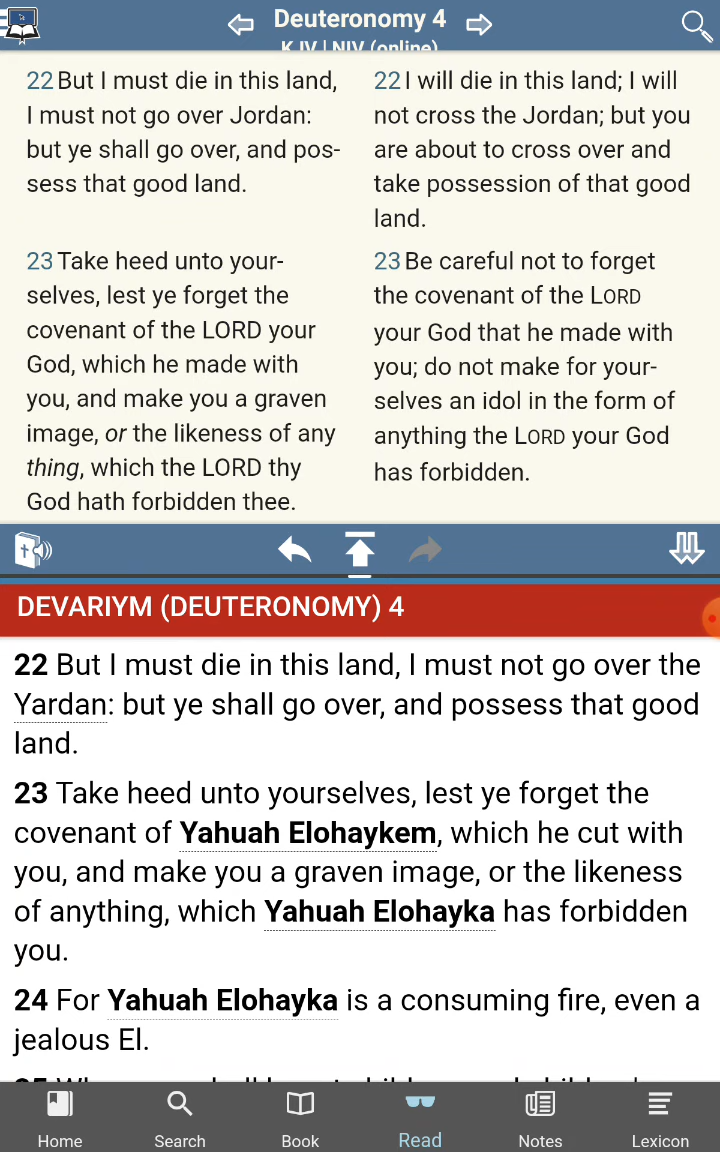 Deuteronomy 4
KJV | NIV (online)
22 But I must die in this land,
I must not go over Jordan:
but ye shall go over, and pos-
sess that good land.
22 I will die in this land; I will
not cross the Jordan; but you
are about to cross over and
take possession of that good
land.
23 Take heed unto your-
selves, lest ye forget the
covenant of the LORD your
God, which he made with
you, and make you a graven
image, or the likeness of any
thing, which the LORD thy
God hath forbidden thee.
23 Be careful not to forget
the covenant of the LORD
your God that he made with
you; do not make for your-
selves an idol in the form of
anything the LORD your God
has forbidden.
DEVARIYM (DEUTERONOMY) 4
22 But I must die in this land, I must not go over the
Yardan: but ye shall go over, and possess that good
land.
23 Take heed unto yourselves, lest ye forget the
covenant of Yahuah Elohaykem, which he cut with
you, and make you a graven image, or the likeness
of anything, which Yahuah Elohayka has forbidden
you.
24 For Yahuah Elohayka is a consuming fire, even a
jealous El.
Home
Search
Book
Read
Notes
Lexicon